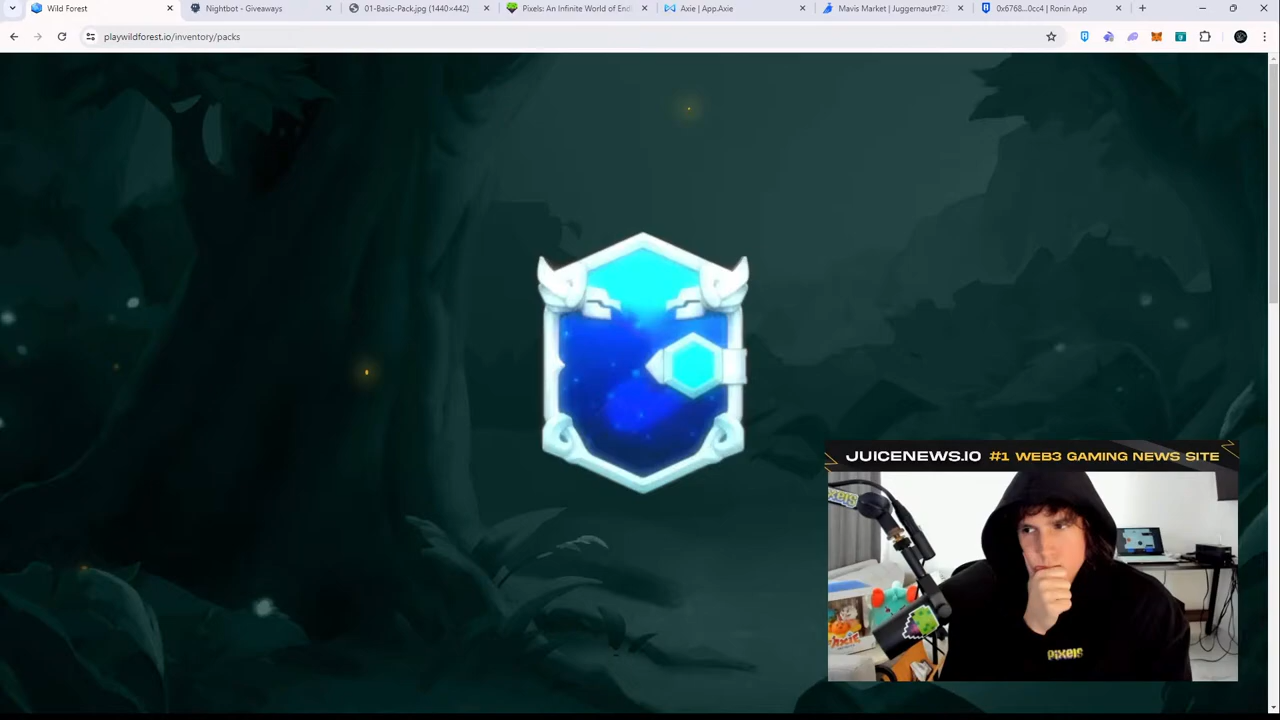 Wild Forest
Nightbot - Giveaways
01-Basic-Pack.jpg (1440×442)
Pixels: An Infinite World of End
Axie | App.Axie
Mavis Market | Juggernaut#72
0x6768...0cc4 | Ronin App
playwildforest.io/inventory/packs
JUICENEWS.IO #1 WEB3 GAMING NEWS SITE
pixels
AXIE
PIXELS